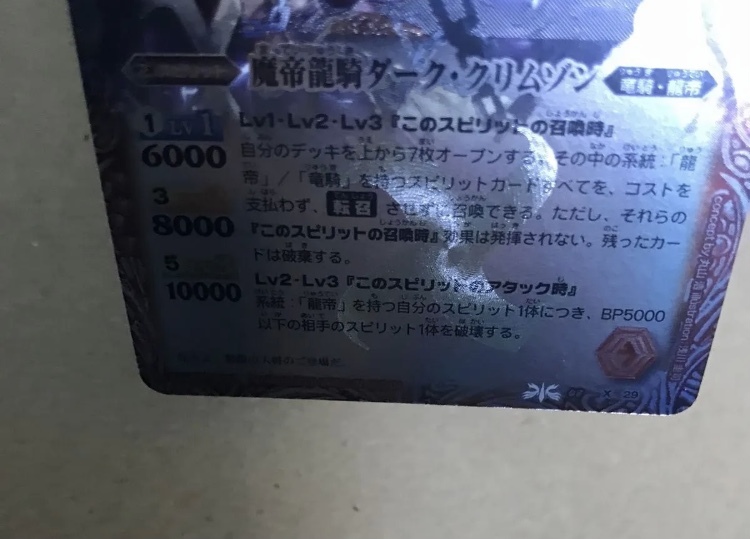 魔帝龍騎ダーク・クリムゾン
竜騎・龍帝
1 Lv1
6000
3
8000
5
10000
Lv1・Lv2・Lv3『このスピリットの召喚時』
自分のデッキを上から7枚オープンする。その中の系統：「龍
帝」/「竜騎」を持つスピリットカードすべてを、コストを
支払わず、転召させずに召喚できる。ただし、それらの
『このスピリットの召喚時』効果は発揮されない。残ったカー
ドは破棄する。
Lv2・Lv3『このスピリットのアタック時』
系統：「龍帝」を持つ自分のスピリット1体につき、BP5000
以下の相手のスピリット1体を破壊する。
concept by 丸山 浩 illustration
X 29